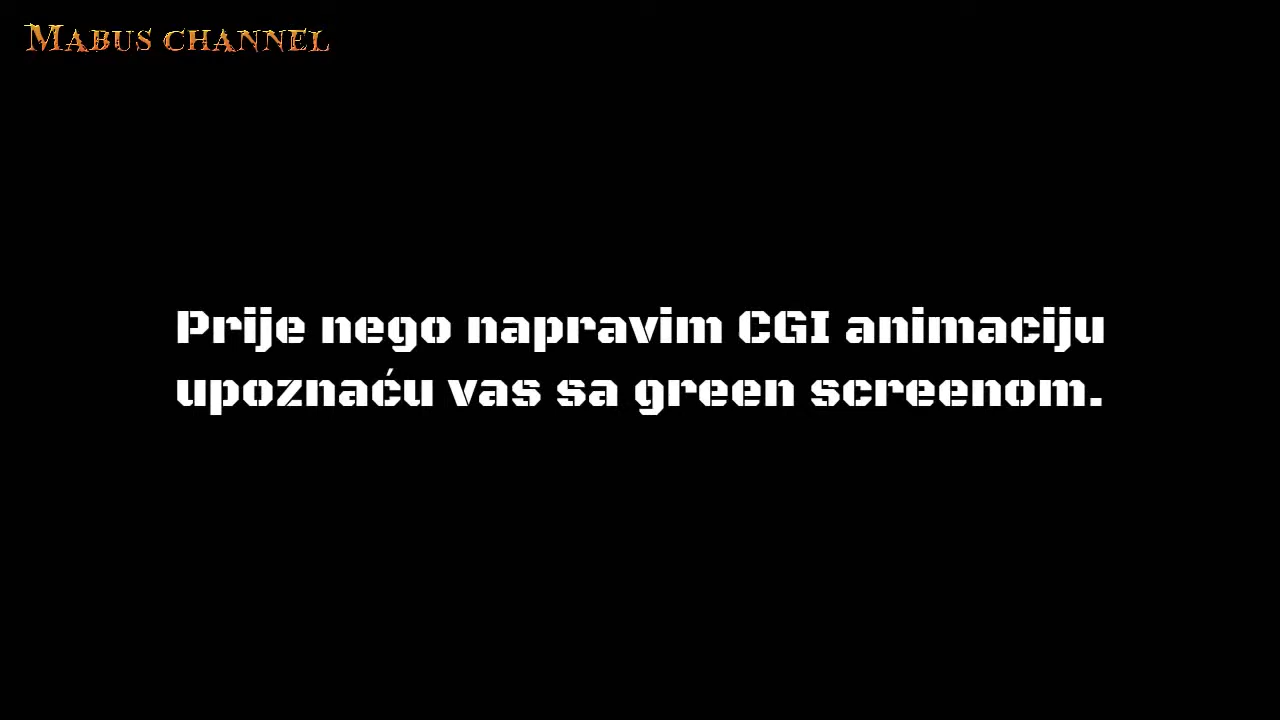 Mabus channel
Prije nego napravim CGI animaciju
upoznaću vas sa green screenom.